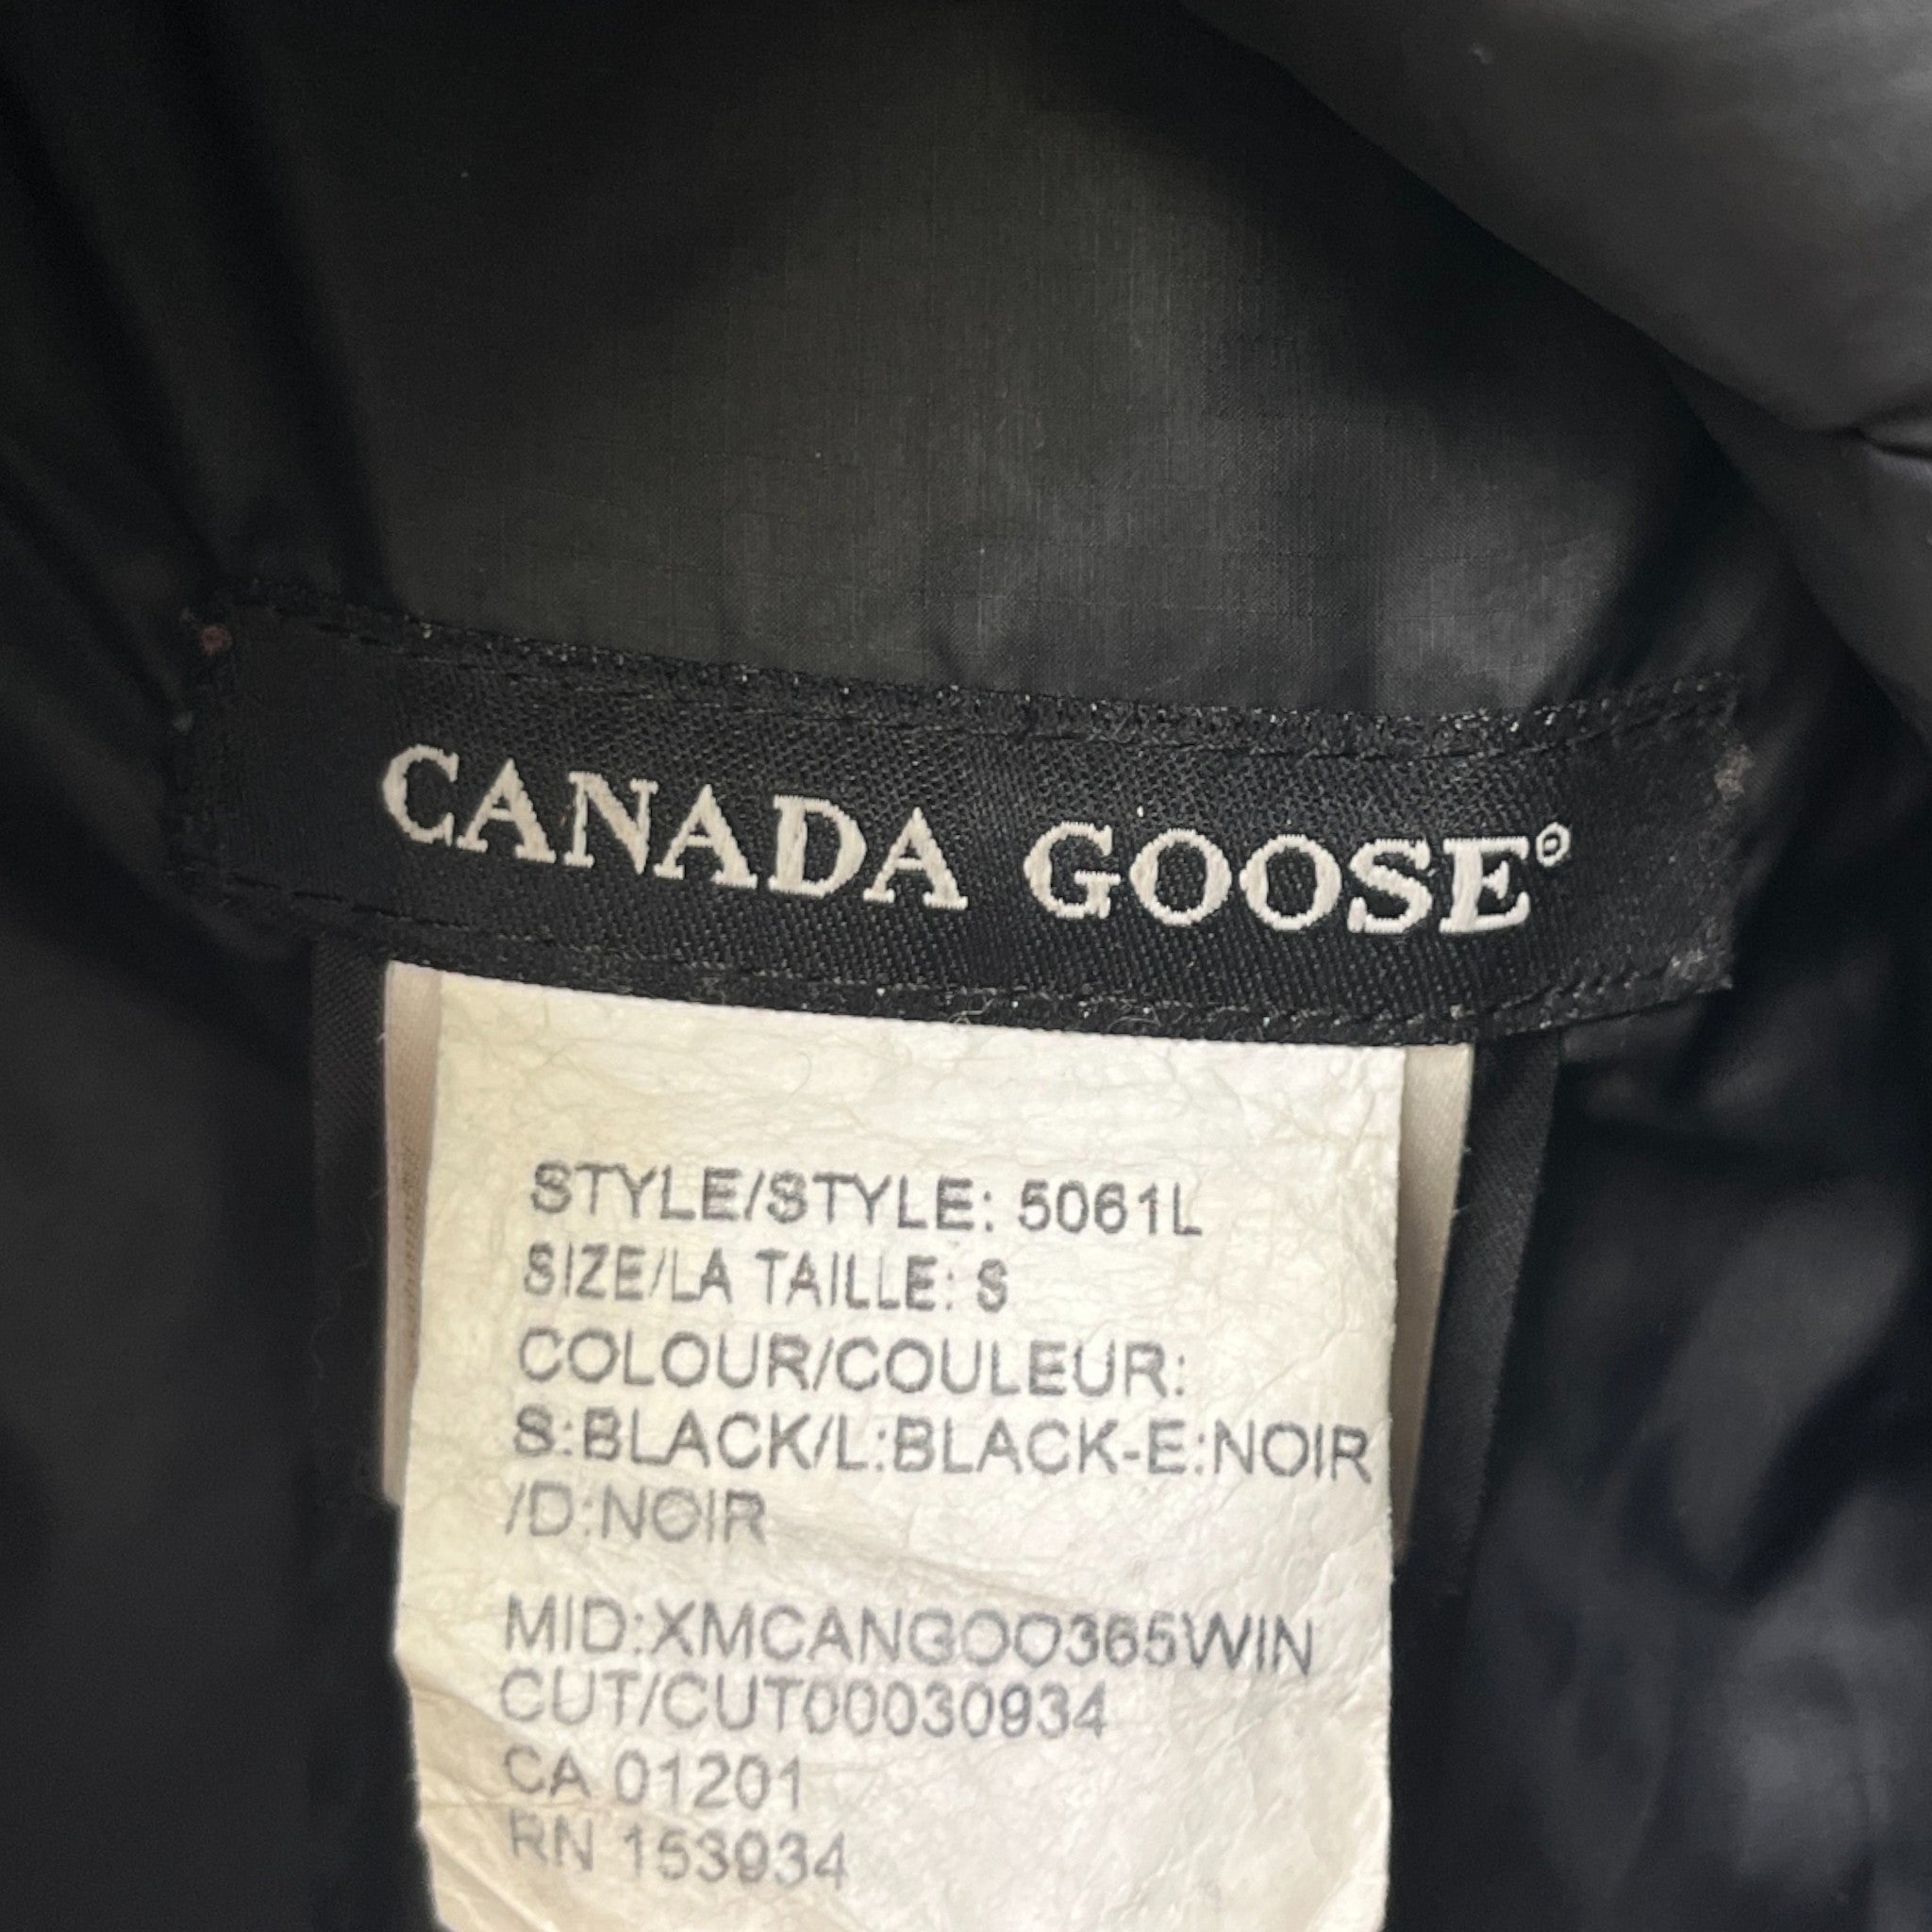 CANADA GOOSE®
STYLE/STYLE: 5061L
SIZE/LA TAILLE: S
COLOUR/COULEUR:
S:BLACK/L:BLACK-E:NOIR
/D:NOIR
MID:XMCANGOO365WIN
CUT/CUT00030934
CA 01201
RN 153934